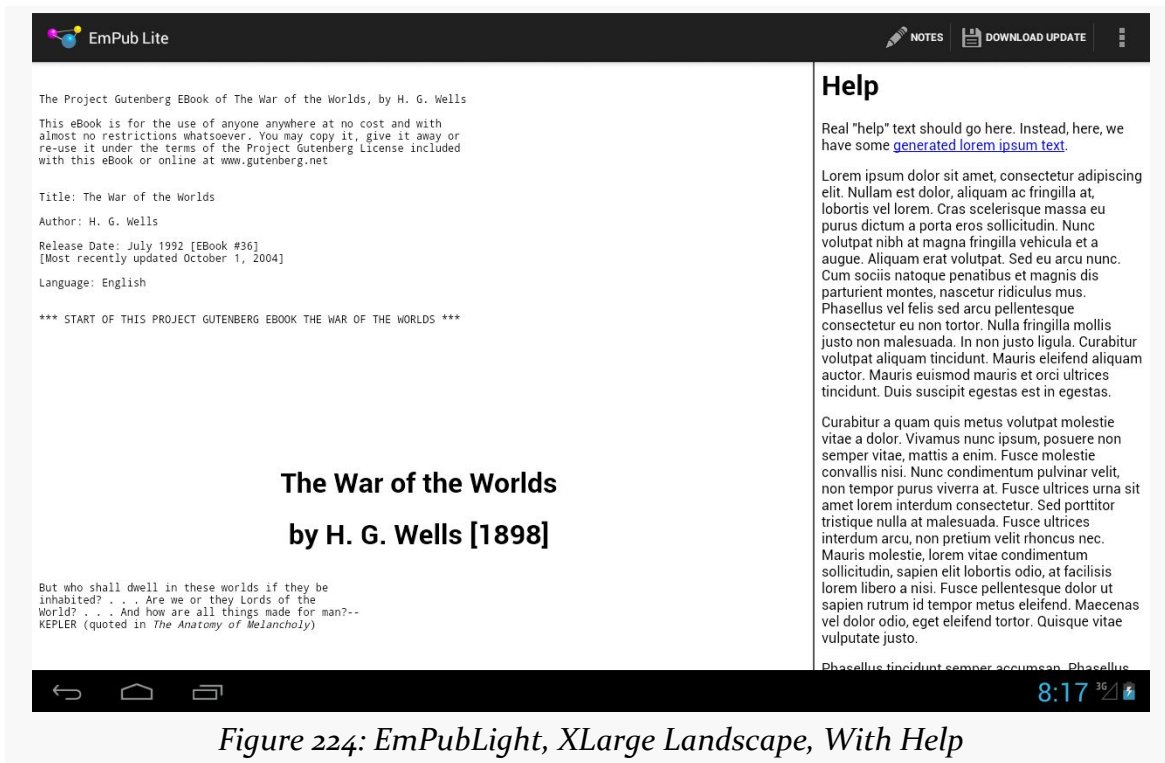 EmPub Lite
NOTES
DOWNLOAD UPDATE
The Project Gutenberg EBook of The War of the Worlds, by H. G. Wells
This eBook is for the use of anyone anywhere at no cost and with
almost no restrictions whatsoever. You may copy it, give it away or
re-use it under the terms of the Project Gutenberg License included
with this eBook or online at www.gutenberg.net
Title: The War of the Worlds
Author: H. G. Wells
Release Date: July 1992 [EBook #36]
[Most recently updated October 1, 2004]
Language: English
*** START OF THIS PROJECT GUTENBERG EBOOK THE WAR OF THE WORLDS ***
The War of the Worlds
by H. G. Wells [1898]
But who shall dwell in these worlds if they be
inhabited? . . . Are we or they Lords of the
World? . . . And how are all things made for man?--
KEPLER (quoted in The Anatomy of Melancholy)
Help
Real "help" text should go here. Instead, here, we
have some generated lorem ipsum text.
Lorem ipsum dolor sit amet, consectetur adipiscing
elit. Nullam est dolor, aliquam ac fringilla at,
lobortis vel lorem. Cras scelerisque massa eu
purus dictum a porta eros sollicitudin. Nunc
volutpat nibh at magna fringilla vehicula et a
augue. Aliquam erat volutpat. Sed eu arcu nunc.
Cum sociis natoque penatibus et magnis dis
parturient montes, nascetur ridiculus mus.
Phasellus vel felis sed arcu pellentesque
consectetur eu non tortor. Nulla fringilla mollis
justo non malesuada. In non justo ligula. Curabitur
volutpat aliquam tincidunt. Mauris eleifend aliquam
auctor. Mauris euismod mauris et orci ultrices
tincidunt. Duis suscipit egestas est in egestas.
Curabitur a quam quis metus volutpat molestie
vitae a dolor. Vivamus nunc ipsum, posuere non
semper vitae, mattis a enim. Fusce molestie
convallis nisi. Nunc condimentum pulvinar velit,
non tempor purus viverra at. Fusce ultrices urna sit
amet lorem interdum consectetur. Sed porttitor
tristique nulla at malesuada. Fusce ultrices
interdum arcu, non pretium velit rhoncus nec.
Mauris molestie, lorem vitae condimentum
sollicitudin, sapien elit lobortis odio, at facilisis
lorem libero a nisi. Fusce pellentesque dolor ut
sapien rutrum id tempor metus eleifend. Maecenas
vel dolor odio, eget eleifend tortor. Quisque vitae
vulputate justo.
Phasellus tincidunt semper accumsan. Phasellus
8:17 3G
Figure 224: EmPubLight, XLarge Landscape, With Help